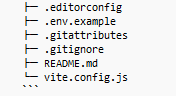 ├─ .editorconfig
├─ .env.example
├─ .gitattributes
├─ .gitignore
├─ README.md
└─ vite.config.js
```